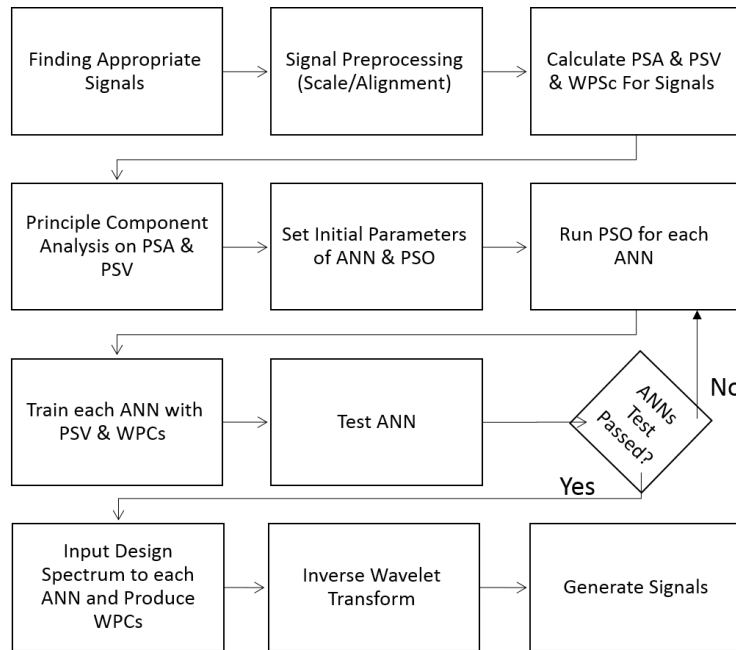 Finding Appropriate
Signals
Signal Preprocessing
(Scale/Alignment)
Calculate PSA & PSV
& WPSc For Signals
Principle Component
Analysis on PSA &
PSV
Set Initial Parameters
of ANN & PSO
Run PSO for each
ANN
Train each ANN with
PSV & WPCs
Test ANN
ANNs
Test
Passed?
No
Yes
Input Design
Spectrum to each
ANN and Produce
WPCs
Inverse Wavelet
Transform
Generate Signals